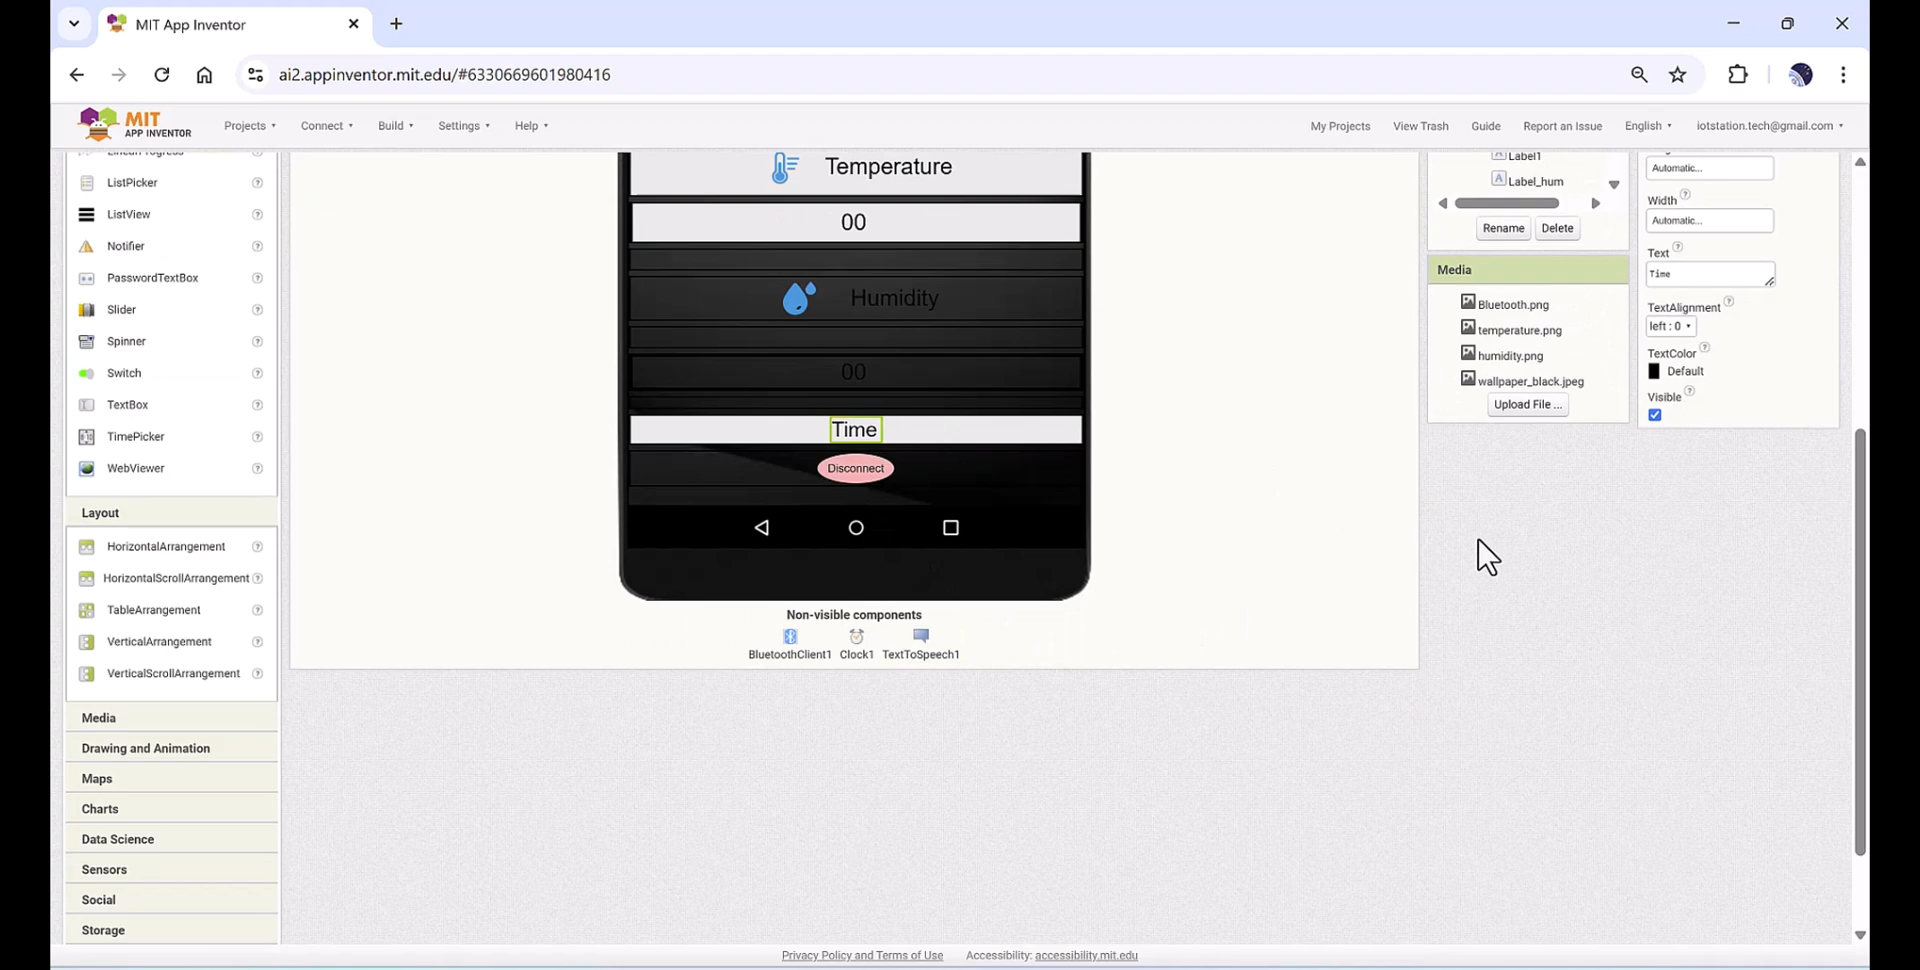 MIT App Inventor
ai2.appinventor.mit.edu/#6330669601980416
MIT
APP INVENTOR
Projects
Connect
Build
Settings
Help
My Projects
View Trash
Guide
Report an Issue
English
iotstation.tech@gmail.com
ListPicker
ListView
Notifier
PasswordTextBox
Slider
Spinner
Switch
TextBox
TimePicker
WebViewer
Layout
HorizontalArrangement
HorizontalScrollArrangement
TableArrangement
VerticalArrangement
VerticalScrollArrangement
Media
Drawing and Animation
Maps
Charts
Data Science
Sensors
Social
Storage
Temperature
00
Humidity
00
Time
Disconnect
Non-visible components
BluetoothClient1 Clock1 TextToSpeech1
Label1
Label_hum
Rename Delete
Media
Bluetooth.png
temperature.png
humidity.png
wallpaper_black.jpeg
Upload File ...
Automatic...
Width
Automatic...
Text
Time
TextAlignment
left : 0
TextColor
Default
Visible
Privacy Policy and Terms of Use Accessibility: accessibility.mit.edu